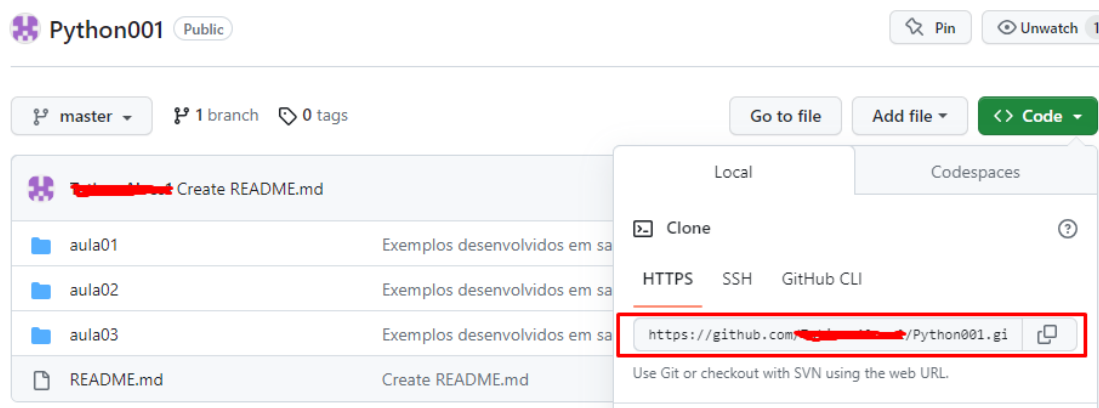 Python001 Public Pin Unwatch 1
master 1 branch 0 tags Go to file Add file <> Code
Local Codespaces
Create README.md
Clone
aula01 Exemplos desenvolvidos em sa
HTTPS SSH GitHub CLI
aula02 Exemplos desenvolvidos em sa
aula03 Exemplos desenvolvidos em sa
https://github.com/ /Python001.gi
README.md Create README.md
Use Git or checkout with SVN using the web URL.